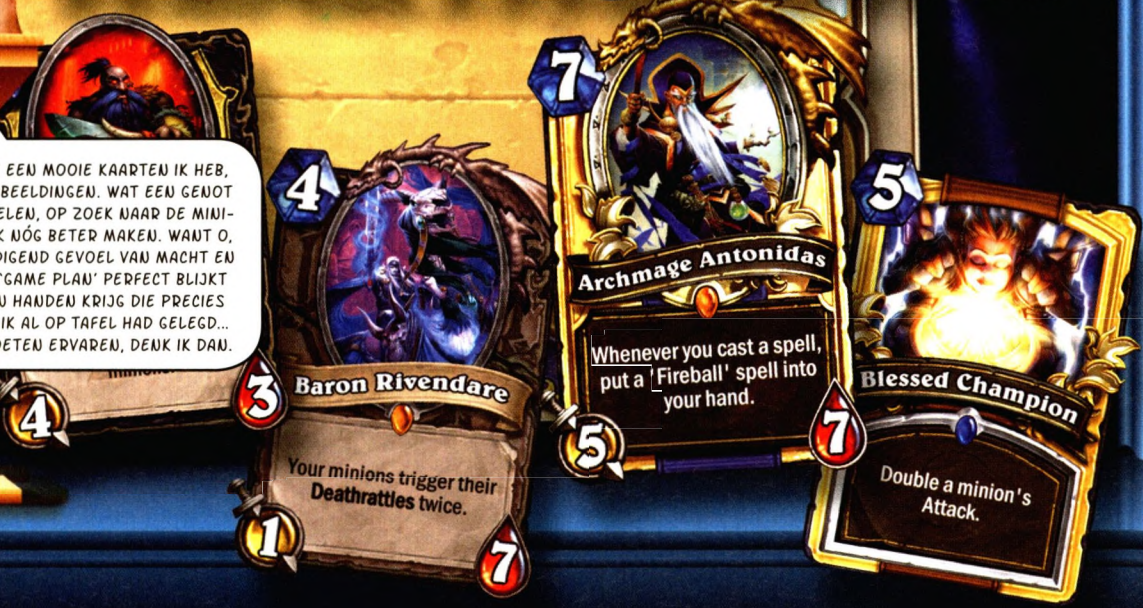 EEN MOOIE KAARTEN IK HEB,
BEELDINGEN. WAT EEN GENOT
ELEN, OP ZOEK NAAR DE MINI-
K NÓG BETER MAKEN. WANT O,
DIGEND GEVOEL VAN MACHT EN
'GAME PLAN' PERFECT BLIJKT
N HANDEN KRIJG DIE PRECIES
IK AL OP TAFEL HAD GELEGD...
OETEN ERVAREN, DENK IK DAN.
4
3
4
Baron Rivendare
Your minions trigger their
Deathrattles twice.
1
7
7
Archmage Antonidas
Whenever you cast a spell,
put a 'Fireball' spell into
your hand.
5
7
5
Blessed Champion
Double a minion's
Attack.